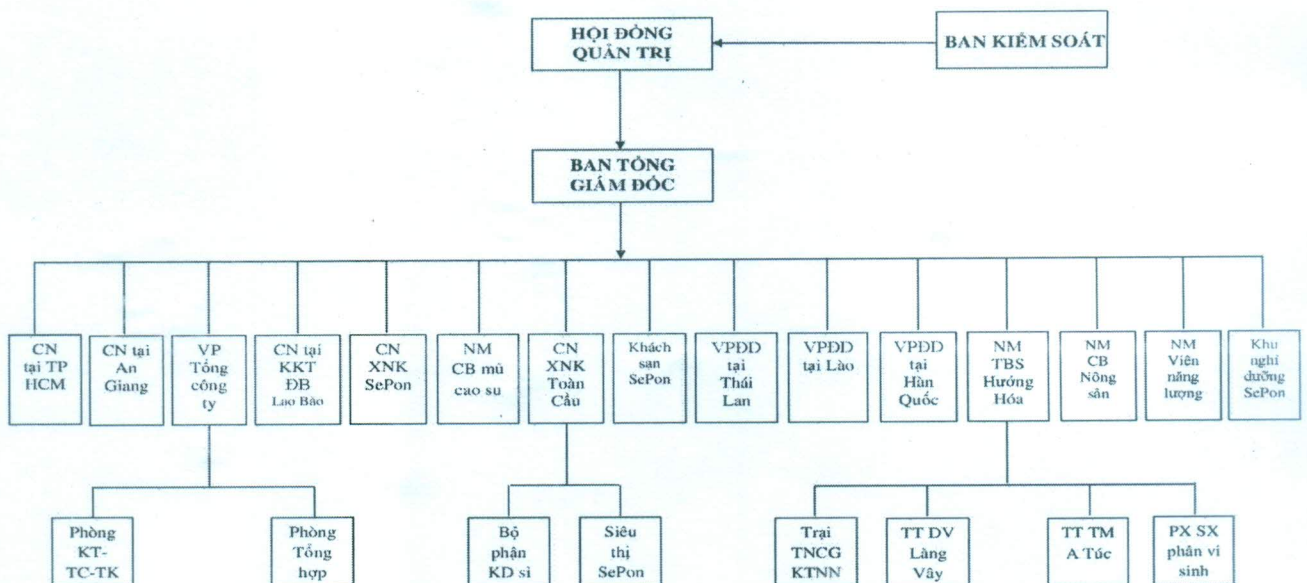 HỘI ĐỒNG
QUẢN TRỊ
BAN KIỂM SOÁT
BAN TỔNG
GIÁM ĐỐC
CN
tại TP
HCM
CN tại
An
Giang
VP
Tổng
công
ty
CN tại
KKT
ĐB
Lao Bảo
CN
XNK
SePon
NM
CB mủ
cao su
CN
XNK
Toàn
Cầu
Khách
sạn
SePon
VPĐD
tại
Thái
Lan
VPĐD
tại Lào
VPĐD
tại
Hàn
Quốc
NM
TBS
Hướng
Hóa
NM
CB
Nông
sản
NM
Viên
năng
lượng
Khu
nghỉ
dưỡng
SePon
Phòng
KT-
TC-TK
Phòng
Tổng
hợp
Bộ
phận
KD sỉ
Siêu
thị
SePon
Trại
TNCG
KTNN
TT DV
Làng
Vây
TT TM
A Túc
PX SX
phân vi
sinh